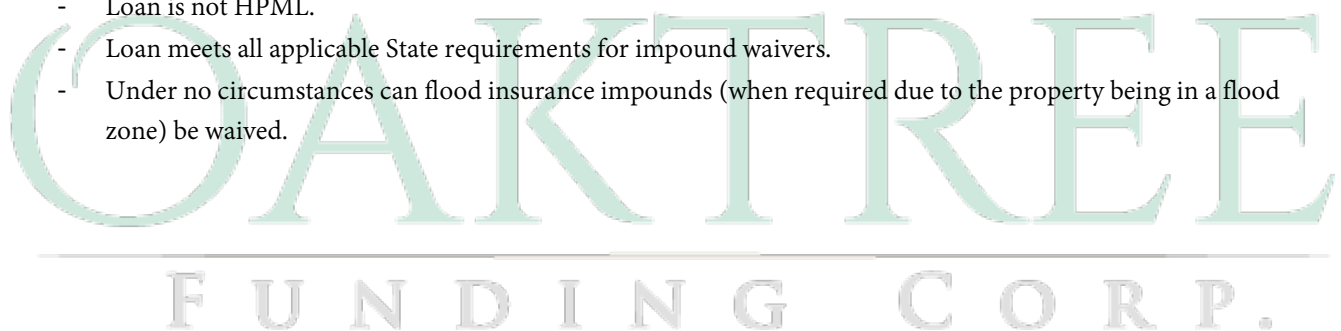 - Loan is not HPML.
- Loan meets all applicable State requirements for impound waivers.
- Under no circumstances can flood insurance impounds (when required due to the property being in a flood
zone) be waived.
OAKTREE
FUNDING CORP.